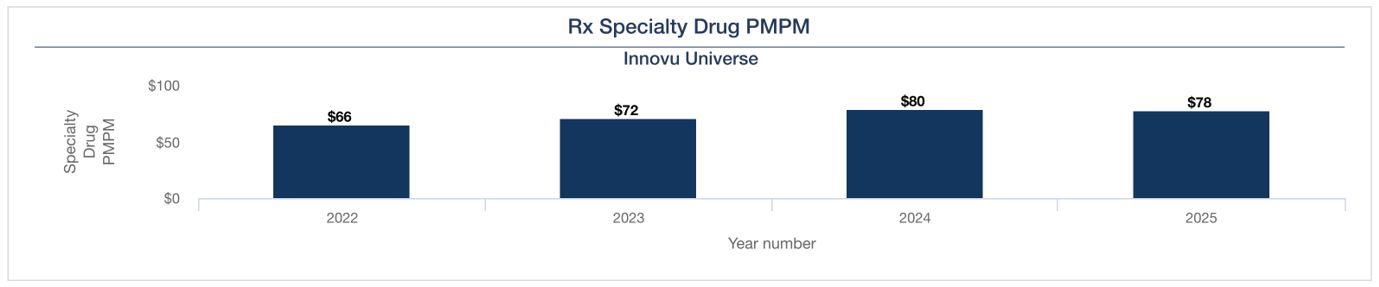 Rx Specialty Drug PMPM
Innovu Universe
Specialty
Drug
PMPM
$100
$50
$0
$66
$72
$80
$78
2022
2023
2024
2025
Year number